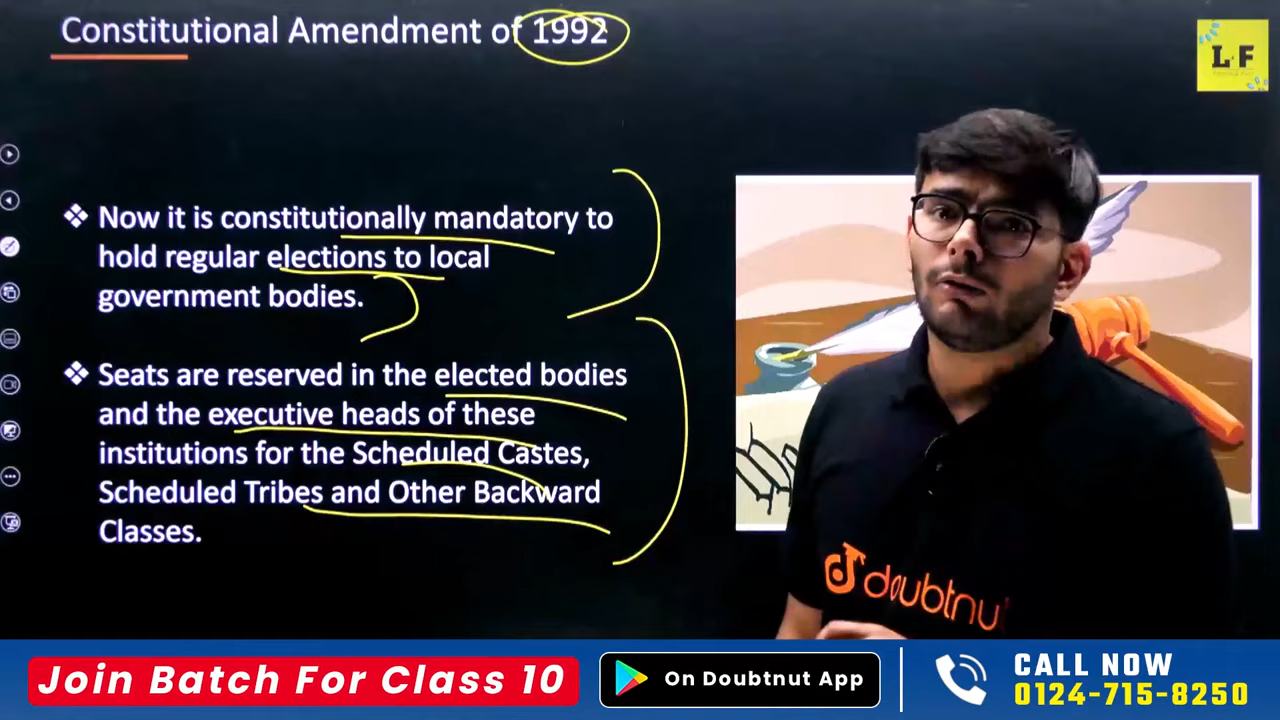 Constitutional Amendment of 1992
L F
❖ Now it is constitutionally mandatory to
hold regular elections to local
government bodies.
❖ Seats are reserved in the elected bodies
and the executive heads of these
institutions for the Scheduled Castes,
Scheduled Tribes and Other Backward
Classes.
doubtnut
Join Batch For Class 10
On Doubtnut App
CALL NOW
0124-715-8250